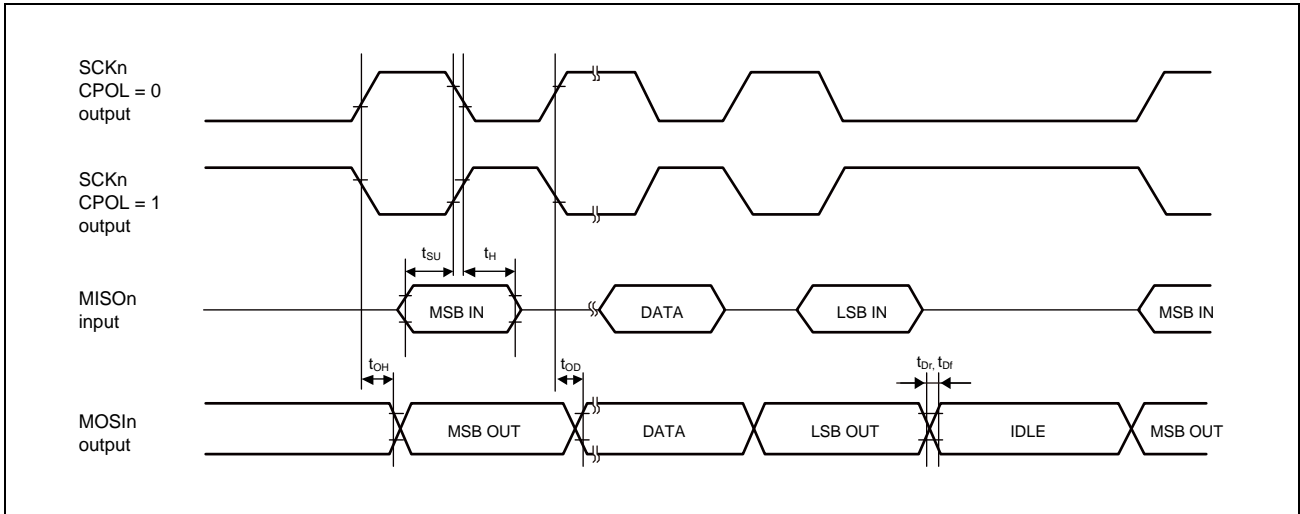 SCKn
CPOL = 0
output
SCKn
CPOL = 1
output
tSU
tH
MISOn
input
MSB IN
DATA
LSB IN
MSB IN
tOH
tOD
tDr, tDf
MOSIn
output
MSB OUT
DATA
LSB OUT
IDLE
MSB OUT